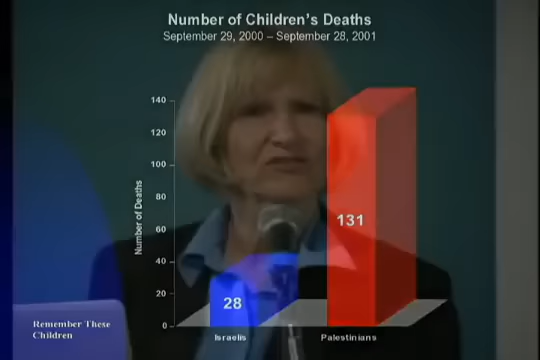 Number of Children's Deaths
September 29, 2000 – September 28, 2001
140
120
100
80
60
40
20
0
Number of Deaths
131
28
Israelis
Palestinians
Remember These
Children